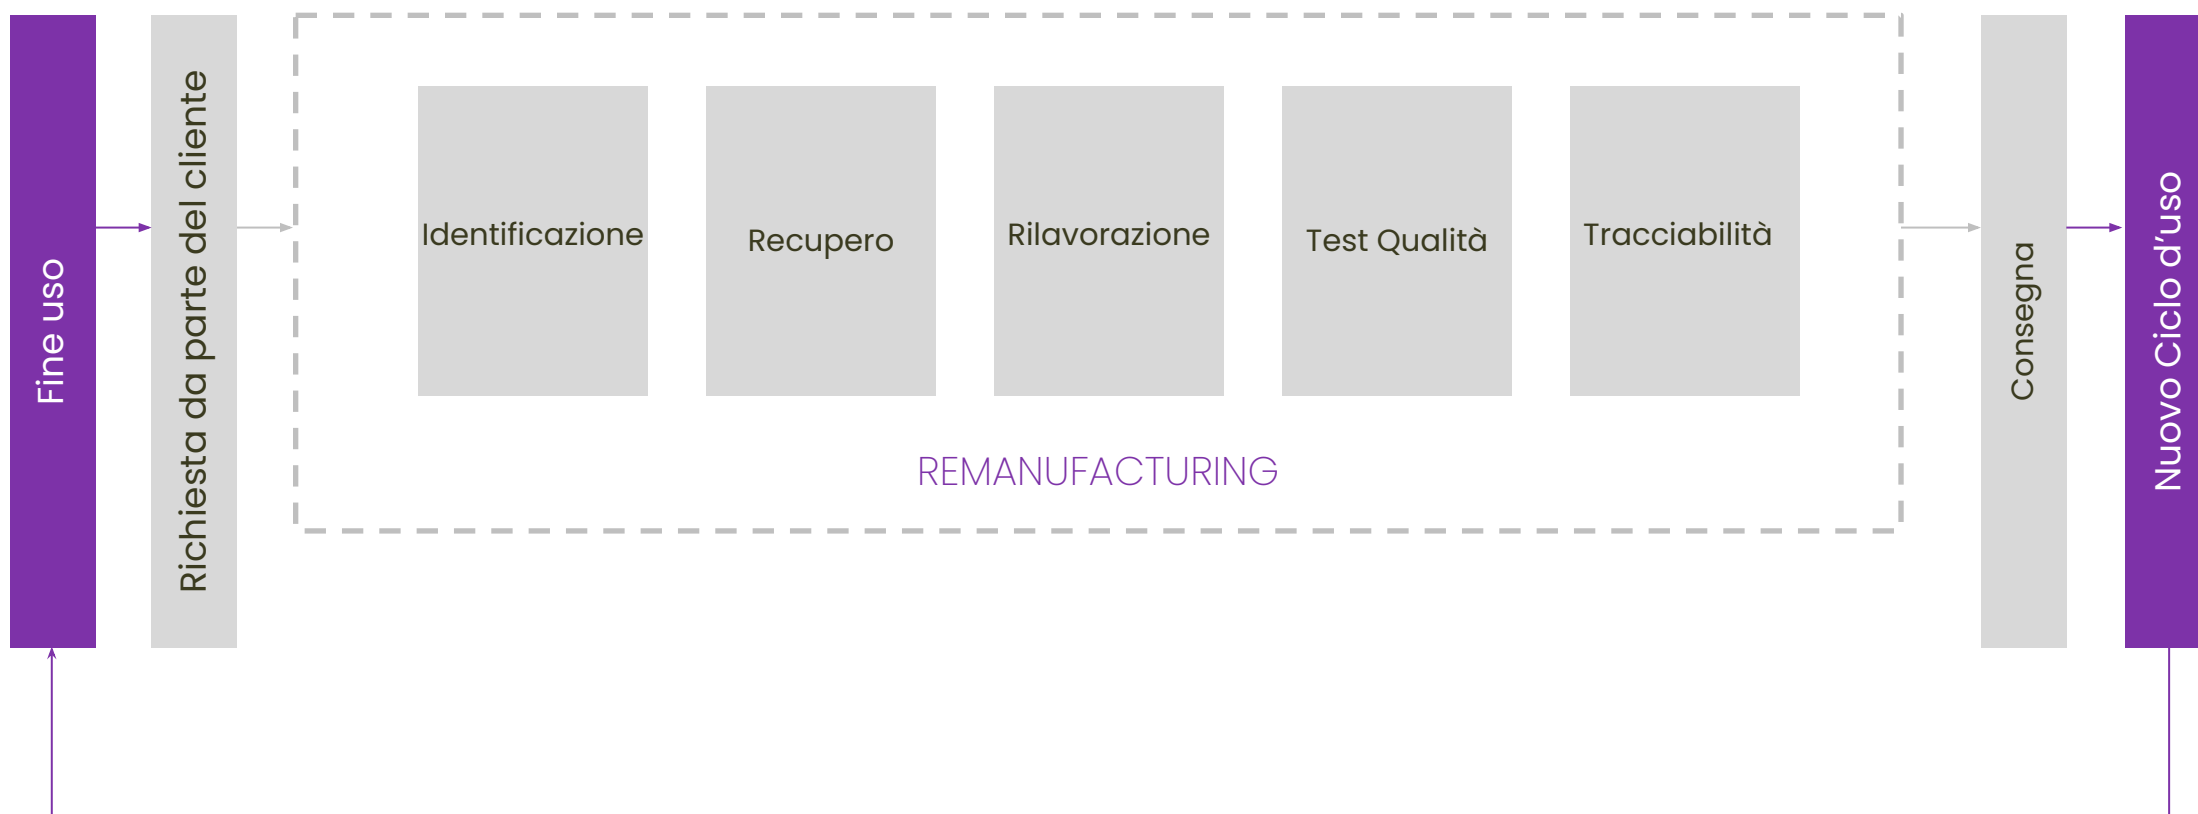 Fine uso
Richiesta da parte del cliente
Identificazione
Recupero
Rilavorazione
Test Qualità
Tracciabilità
REMANUFACTURING
Consegna
Nuovo Ciclo d’uso